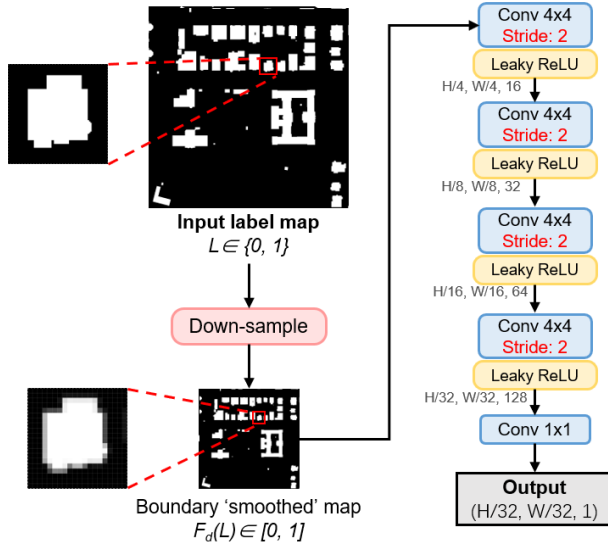 Input label map
L ∈ {0, 1}
Down-sample
Boundary ‘smoothed’ map
F_d(L) ∈ [0, 1]
Conv 4x4
Stride: 2
Leaky ReLU
H/4, W/4, 16
Conv 4x4
Stride: 2
Leaky ReLU
H/8, W/8, 32
Conv 4x4
Stride: 2
Leaky ReLU
H/16, W/16, 64
Conv 4x4
Stride: 2
Leaky ReLU
H/32, W/32, 128
Conv 1x1
Output
(H/32, W/32, 1)